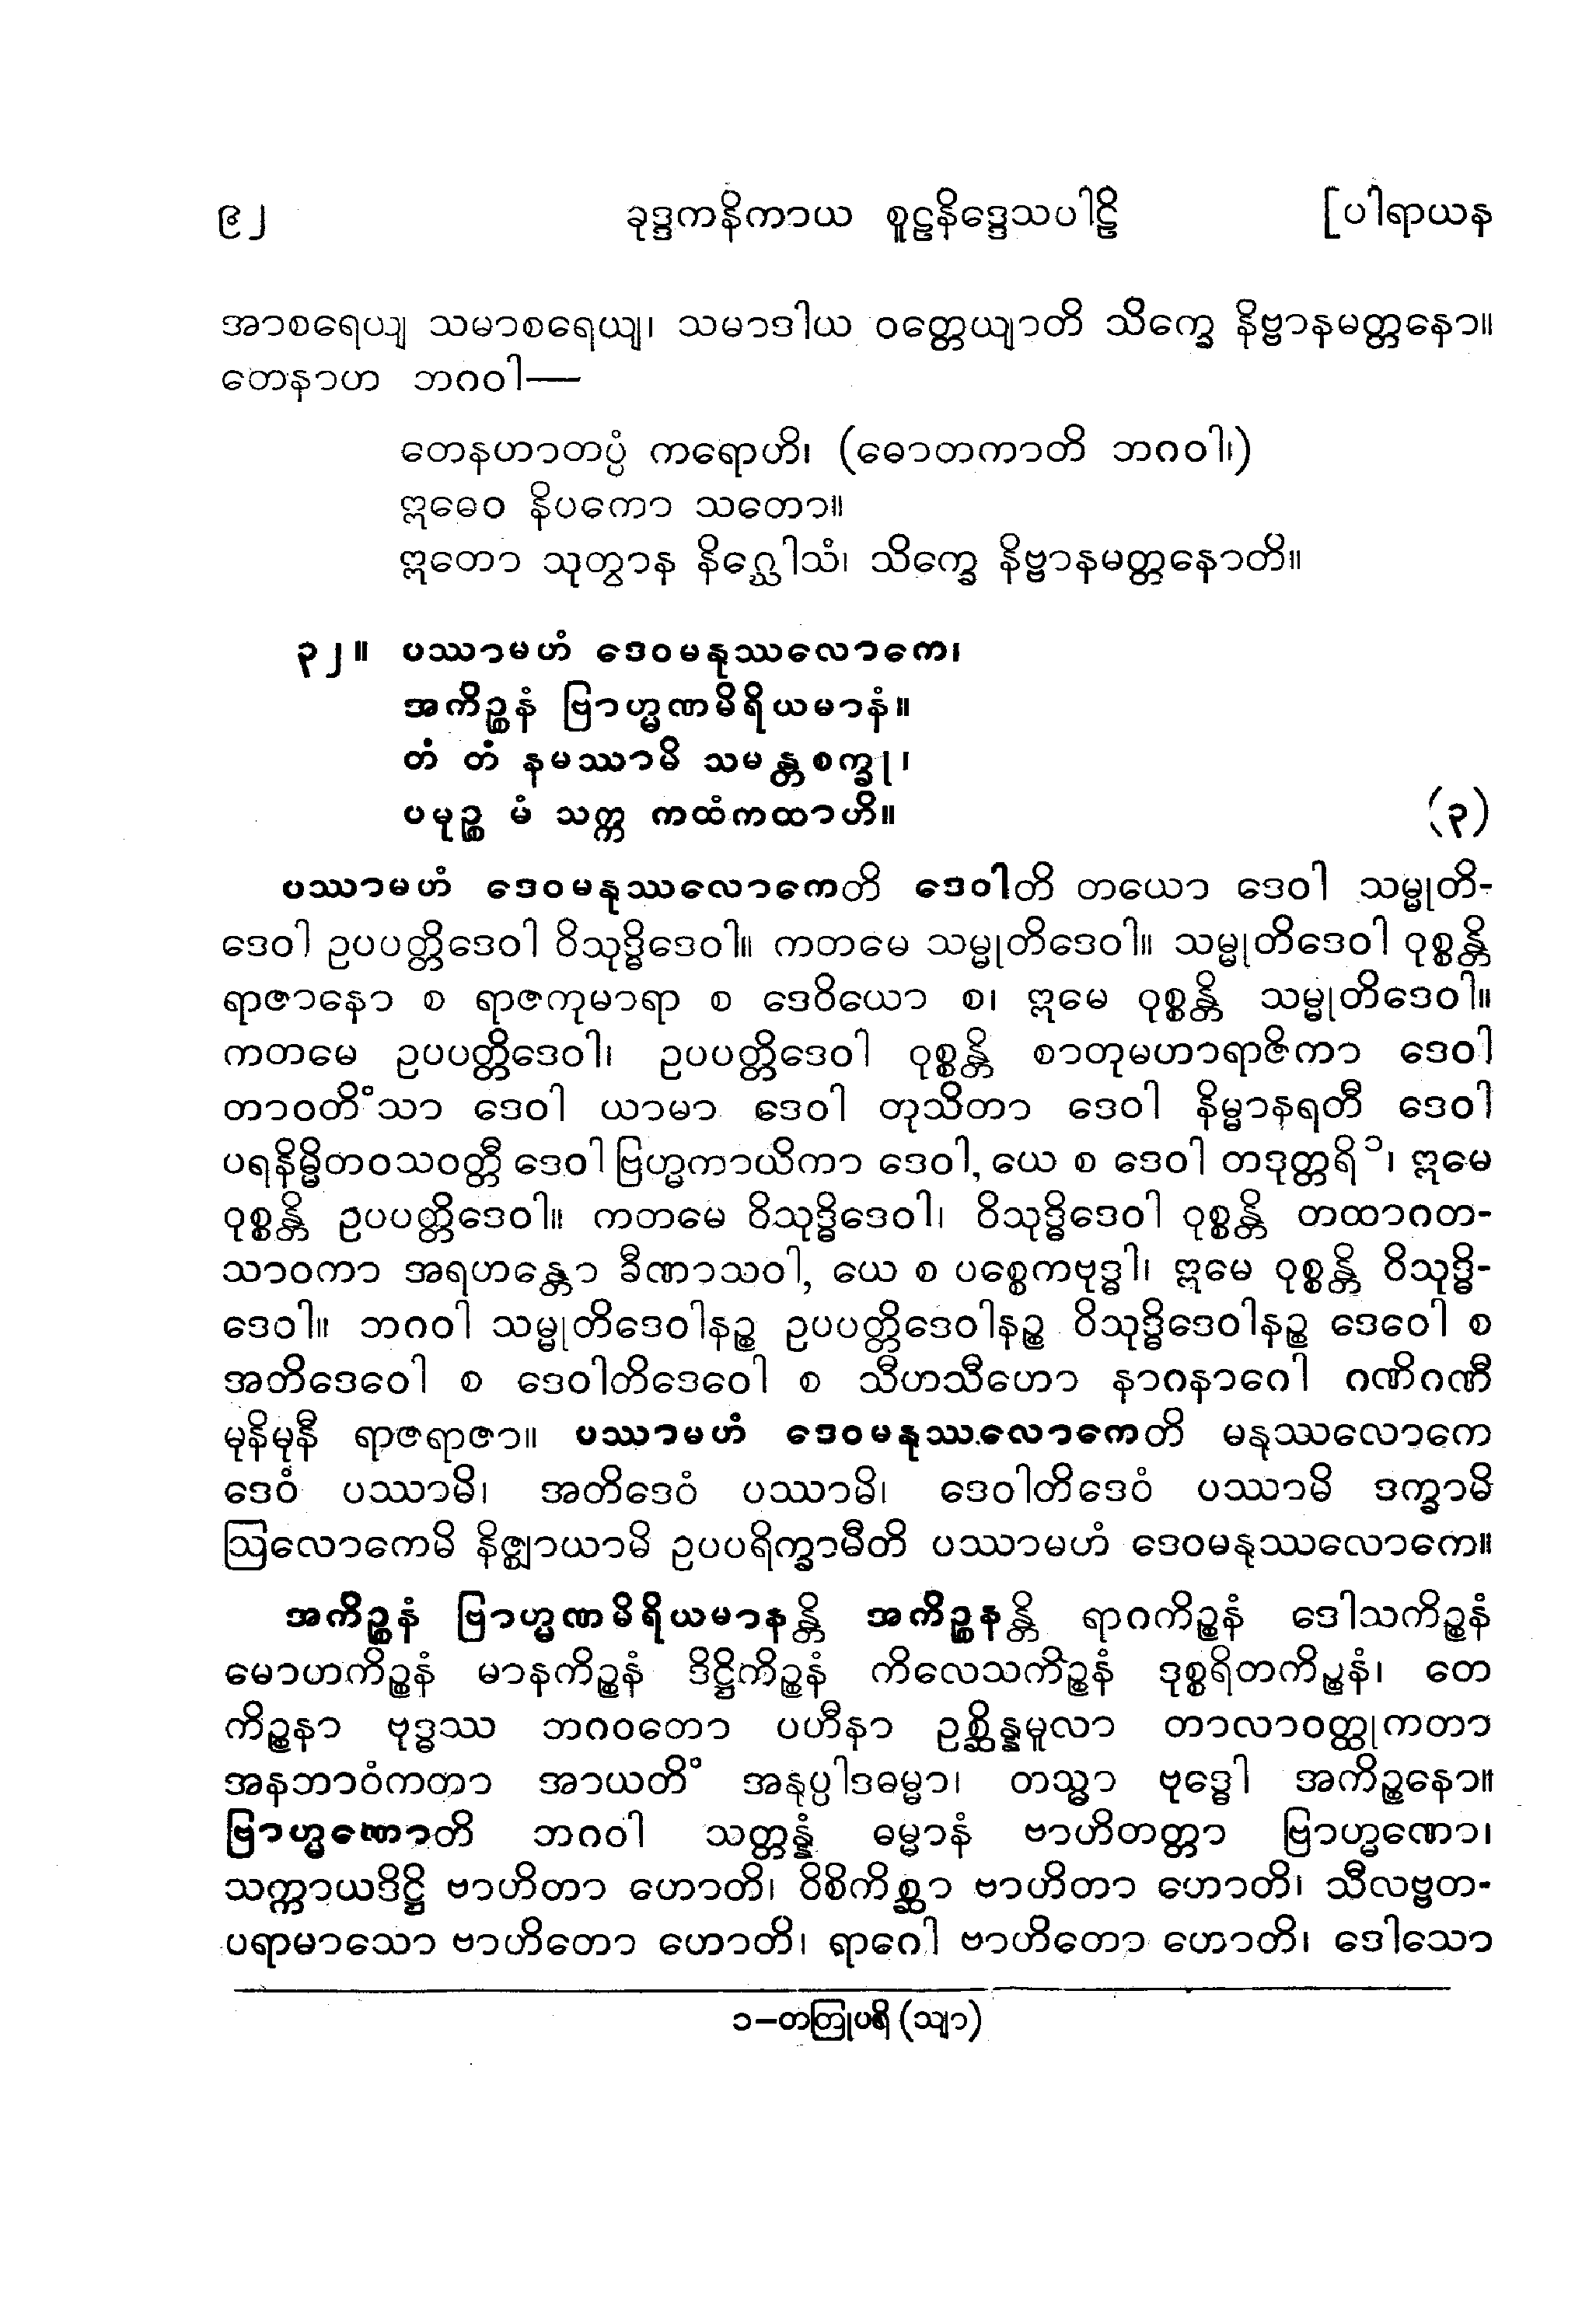 ၉၂ ခုဒ္ဒကနိကာယ စူဠနိဒ္ဒေသပါဠိ [ပါရာယန
အာစရေယျ သမာစရေယျ၊ သမာဒါယ ဝတ္တေယျာတိ သိက္ခေ နိဗ္ဗာနမတ္တနော။
တေနာဟ ဘဂဝါ—
တေနဟာတပ္ပံ ကရောဟိ၊ (ဓောတကာတိ ဘဂဝါ၊)
ဣဓေဝ နိပကော သတော။
ဣတော သုတွာန နိဂ္ဃေါသံ၊ သိက္ခေ နိဗ္ဗာနမတ္တနောတိ။
၃၂။ ပဿာမဟံ ဒေဝမနုဿလောကေ၊
အကိဉ္စနံ ဗြာဟ္မဏမိရိယမာနံ။
တံ တံ နမဿာမိ သမန္တစက္ခု၊
ပမုဉ္စ မံ သက္က ကထံကထာဟိ။ (၃)
ပဿာမဟံ ဒေဝမနုဿလောကေတိ ဒေဝါတိ တယော ဒေဝါ သမ္မုတိ-
ဒေဝါ ဥပပတ္တိဒေဝါ ဝိသုဒ္ဓိဒေဝါ။ ကတမေ သမ္မုတိဒေဝါ။ သမ္မုတိဒေဝါ ဝုစ္စန္တိ
ရာဇာနော စ ရာဇကုမာရာ စ ဒေဝိယော စ၊ ဣမေ ဝုစ္စန္တိ သမ္မုတိဒေဝါ။
ကတမေ ဥပပတ္တိဒေဝါ၊ ဥပပတ္တိဒေဝါ ဝုစ္စန္တိ စာတုမဟာရာဇိကာ ဒေဝါ
တာဝတိံသာ ဒေဝါ ယာမာ ဒေဝါ တုသိတာ ဒေဝါ နိမ္မာနရတီ ဒေဝါ
ပရနိမ္မိတဝသဝတ္တီ ဒေဝါ ဗြဟ္မကာယိကာ ဒေဝါ, ယေ စ ဒေဝါ တဒုတ္တရိ၁၊ ဣမေ
ဝုစ္စန္တိ ဥပပတ္တိဒေဝါ။ ကတမေ ဝိသုဒ္ဓိဒေဝါ၊ ဝိသုဒ္ဓိဒေဝါ ဝုစ္စန္တိ တထာဂတ-
သာဝကာ အရဟန္တော ခီဏာသဝါ, ယေ စ ပစ္စေကဗုဒ္ဓါ၊ ဣမေ ဝုစ္စန္တိ ဝိသုဒ္ဓိ-
ဒေဝါ။ ဘဂဝါ သမ္မုတိဒေဝါနဉ္စ ဥပပတ္တိဒေဝါနဉ္စ ဝိသုဒ္ဓိဒေဝါနဉ္စ ဒေဝေါ စ
အတိဒေဝေါ စ ဒေဝါတိဒေဝေါ စ သီဟသီဟော နာဂနာဂေါ ဂဏိဂဏီ
မုနိမုနီ ရာဇရာဇာ။ ပဿာမဟံ ဒေဝမနုဿလောကေတိ မနုဿလောကေ
ဒေဝံ ပဿာမိ၊ အတိဒေဝံ ပဿာမိ၊ ဒေဝါတိဒေဝံ ပဿာမိ ဒက္ခာမိ
ဩလောကေမိ နိဇ္ဈာယာမိ ဥပပရိက္ခာမီတိ ပဿာမဟံ ဒေဝမနုဿလောကေ။
အကိဉ္စနံ ဗြာဟ္မဏမိရိယမာနန္တိ အကိဉ္စနန္တိ ရာဂကိဉ္စနံ ဒေါသကိဉ္စနံ
မောဟကိဉ္စနံ မာနကိဉ္စနံ ဒိဋ္ဌိကိဉ္စနံ ကိလေသကိဉ္စနံ ဒုစ္စရိတကိဉ္စနံ၊ တေ
ကိဉ္စနာ ဗုဒ္ဓဿ ဘဂဝတော ပဟီနာ ဥစ္ဆိန္နမူလာ တာလာဝတ္ထုကတာ
အနဘာဝံကတာ အာယတိံ အနုပ္ပါဒဓမ္မာ၊ တသ္မာ ဗုဒ္ဓေါ အကိဉ္စနော။
ဗြာဟ္မဏောတိ ဘဂဝါ သတ္တန္နံ ဓမ္မာနံ ဗာဟိတတ္တာ ဗြာဟ္မဏော၊
သက္ကာယဒိဋ္ဌိ ဗာဟိတာ ဟောတိ၊ ဝိစိကိစ္ဆာ ဗာဟိတာ ဟောတိ၊ သီလဗ္ဗတ-
ပရာမာသော ဗာဟိတော ဟောတိ၊ ရာဂေါ ဗာဟိတော ဟောတိ၊ ဒေါသော
၁-တတြုပရိ (သျာ)